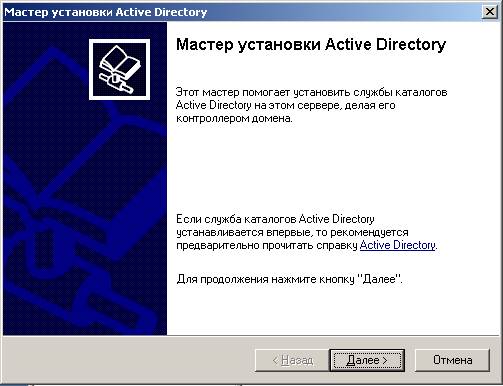 Мастер установки Active Directory
Мастер установки Active Directory
Этот мастер помогает установить службы каталогов
Active Directory на этом сервере, делая его
контроллером домена.
Если служба каталогов Active Directory
устанавливается впервые, то рекомендуется
предварительно прочитать справку Active Directory.
Для продолжения нажмите кнопку "Далее".
< Назад
Далее >
Отмена